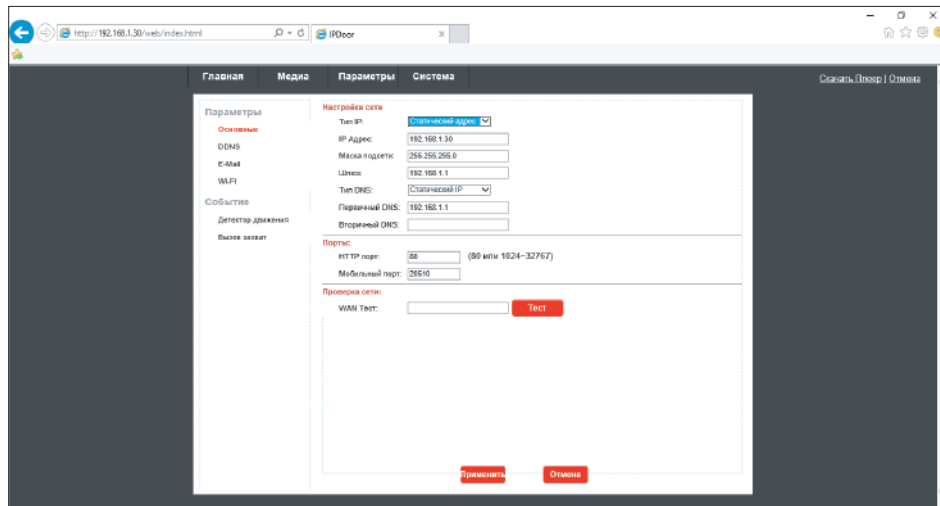 http://192.168.1.30/web/index.html
IPDoor
Главная Медиа Параметры Система
Скачать Плеер | Отмена
Параметры
Основные
DDNS
E-Mail
WI-FI
Событие
Детектор движения
Вызов захват
Настройки сети
Тип IP: Статический адрес
IP Адрес: 192.168.1.30
Маска подсети: 255.255.255.0
Шлюз: 192.168.1.1
Тип DNS: Статический IP
Первичный DNS: 192.168.1.1
Вторичный DNS:
Порты:
HTTP порт: 80 (80 или 1024~32767)
Мобильный порт: 20510
Проверка сети:
WAN Тест: Тест
Применить Отмена